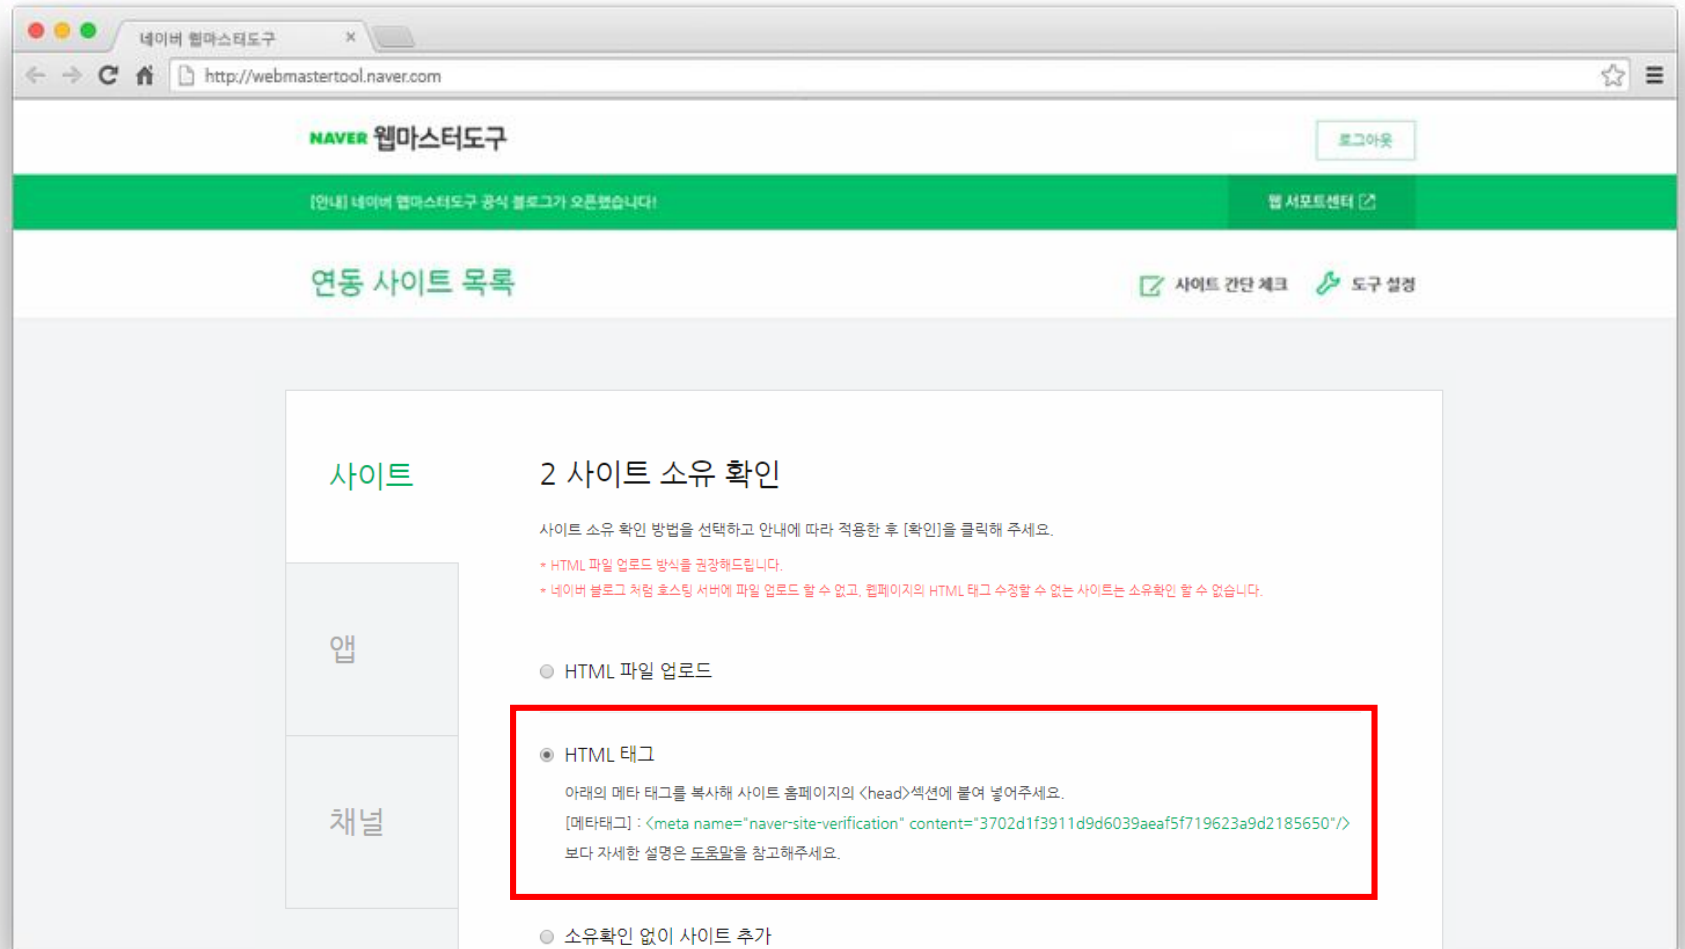 네이버 웹마스터도구
http://webmastertool.naver.com
NAVER 웹마스터도구
로그아웃
[안내] 네이버 웹마스터도구 공식 블로그가 오픈했습니다!
웹 서포트센터
연동 사이트 목록
사이트 간단 체크
도구 설정
사이트
앱
채널
2 사이트 소유 확인
사이트 소유 확인 방법을 선택하고 안내에 따라 적용한 후 [확인]을 클릭해 주세요.
* HTML 파일 업로드 방식을 권장해드립니다.
* 네이버 블로그 처럼 호스팅 서버에 파일 업로드 할 수 없고, 웹페이지의 HTML 태그 수정할 수 없는 사이트는 소유확인 할 수 없습니다.
HTML 파일 업로드
HTML 태그
아래의 메타 태그를 복사해 사이트 홈페이지의 <head>섹션에 붙여 넣어주세요.
[메타태그] : <meta name="naver-site-verification" content="3702d1f3911d9d6039aeaf5f719623a9d2185650"/>
보다 자세한 설명은 도움말을 참고해주세요.
소유확인 없이 사이트 추가